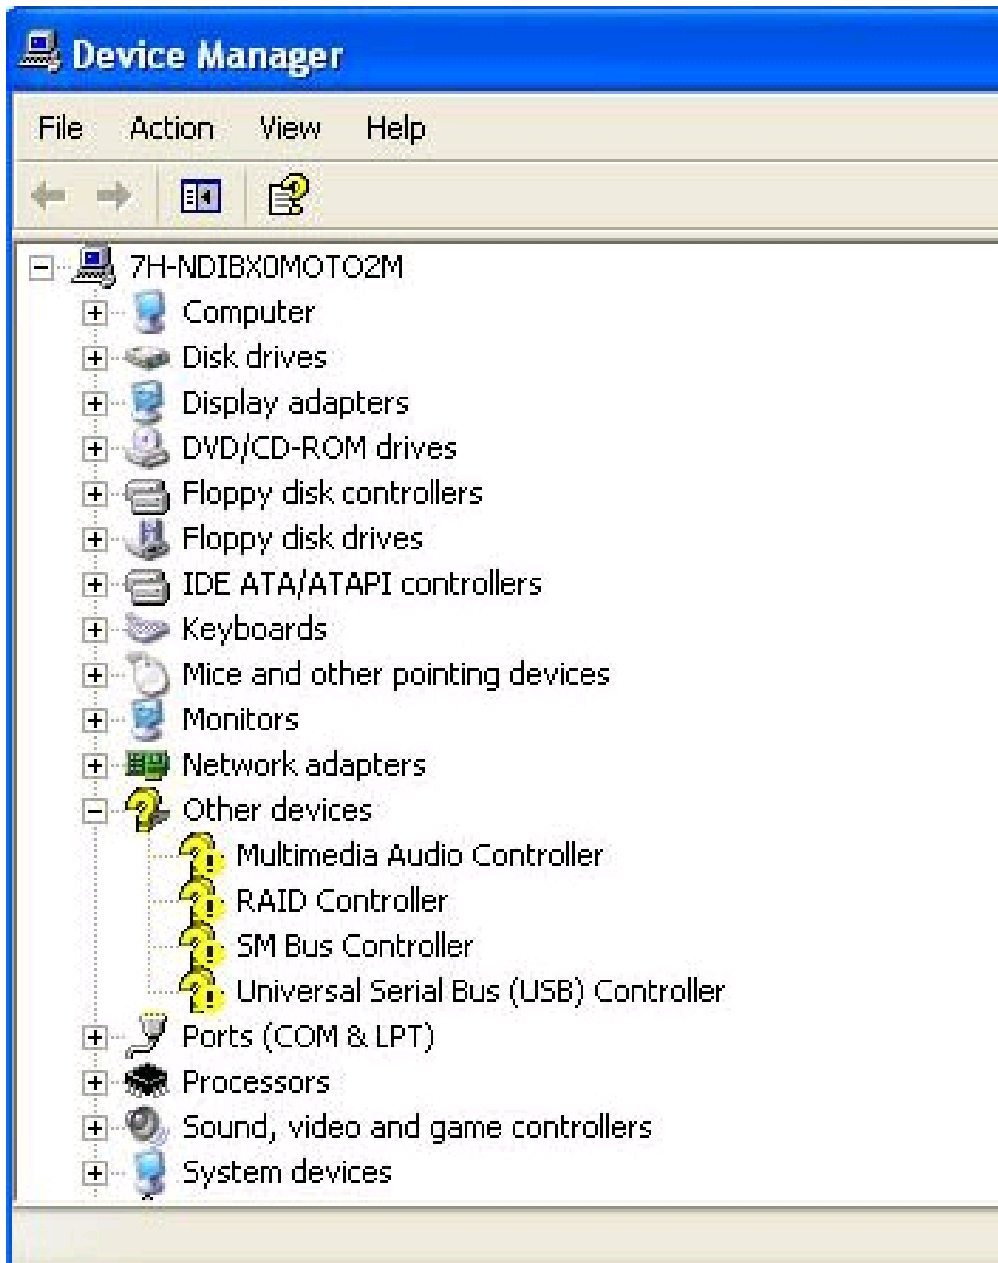 Device Manager
File Action View Help
7H-NDIBX0MOTO2M
Computer
Disk drives
Display adapters
DVD/CD-ROM drives
Floppy disk controllers
Floppy disk drives
IDE ATA/ATAPI controllers
Keyboards
Mice and other pointing devices
Monitors
Network adapters
Other devices
Multimedia Audio Controller
RAID Controller
SM Bus Controller
Universal Serial Bus (USB) Controller
Ports (COM & LPT)
Processors
Sound, video and game controllers
System devices